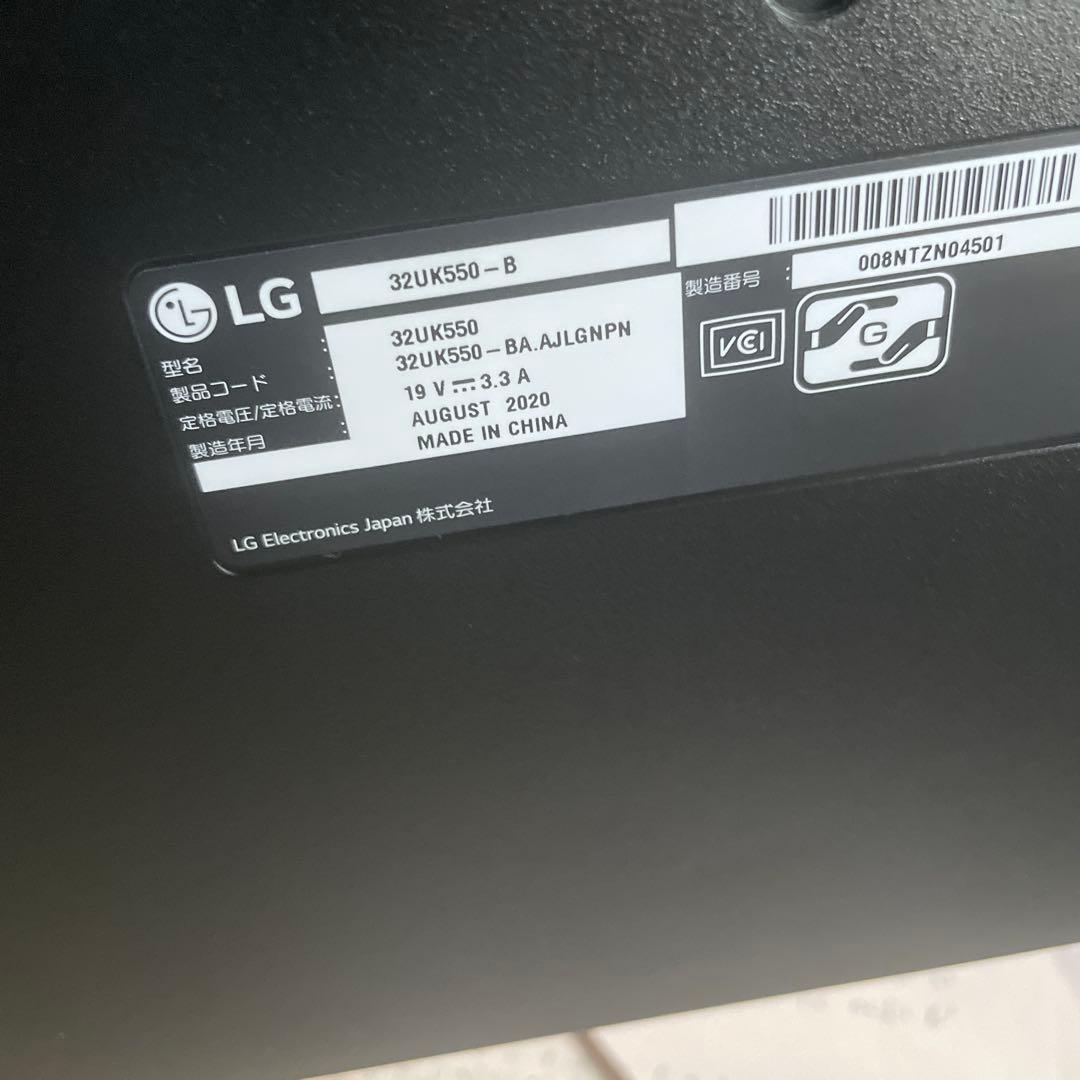 LG
32UK550-B
型名 : 32UK550
製品コード : 32UK550-BA.AJLGNPN
定格電圧/定格電流: 19 V ⎓ 3.3 A
製造年月 : AUGUST 2020
MADE IN CHINA
LG Electronics Japan 株式会社
製造番号 : 008NTZN04501
VCCI
G